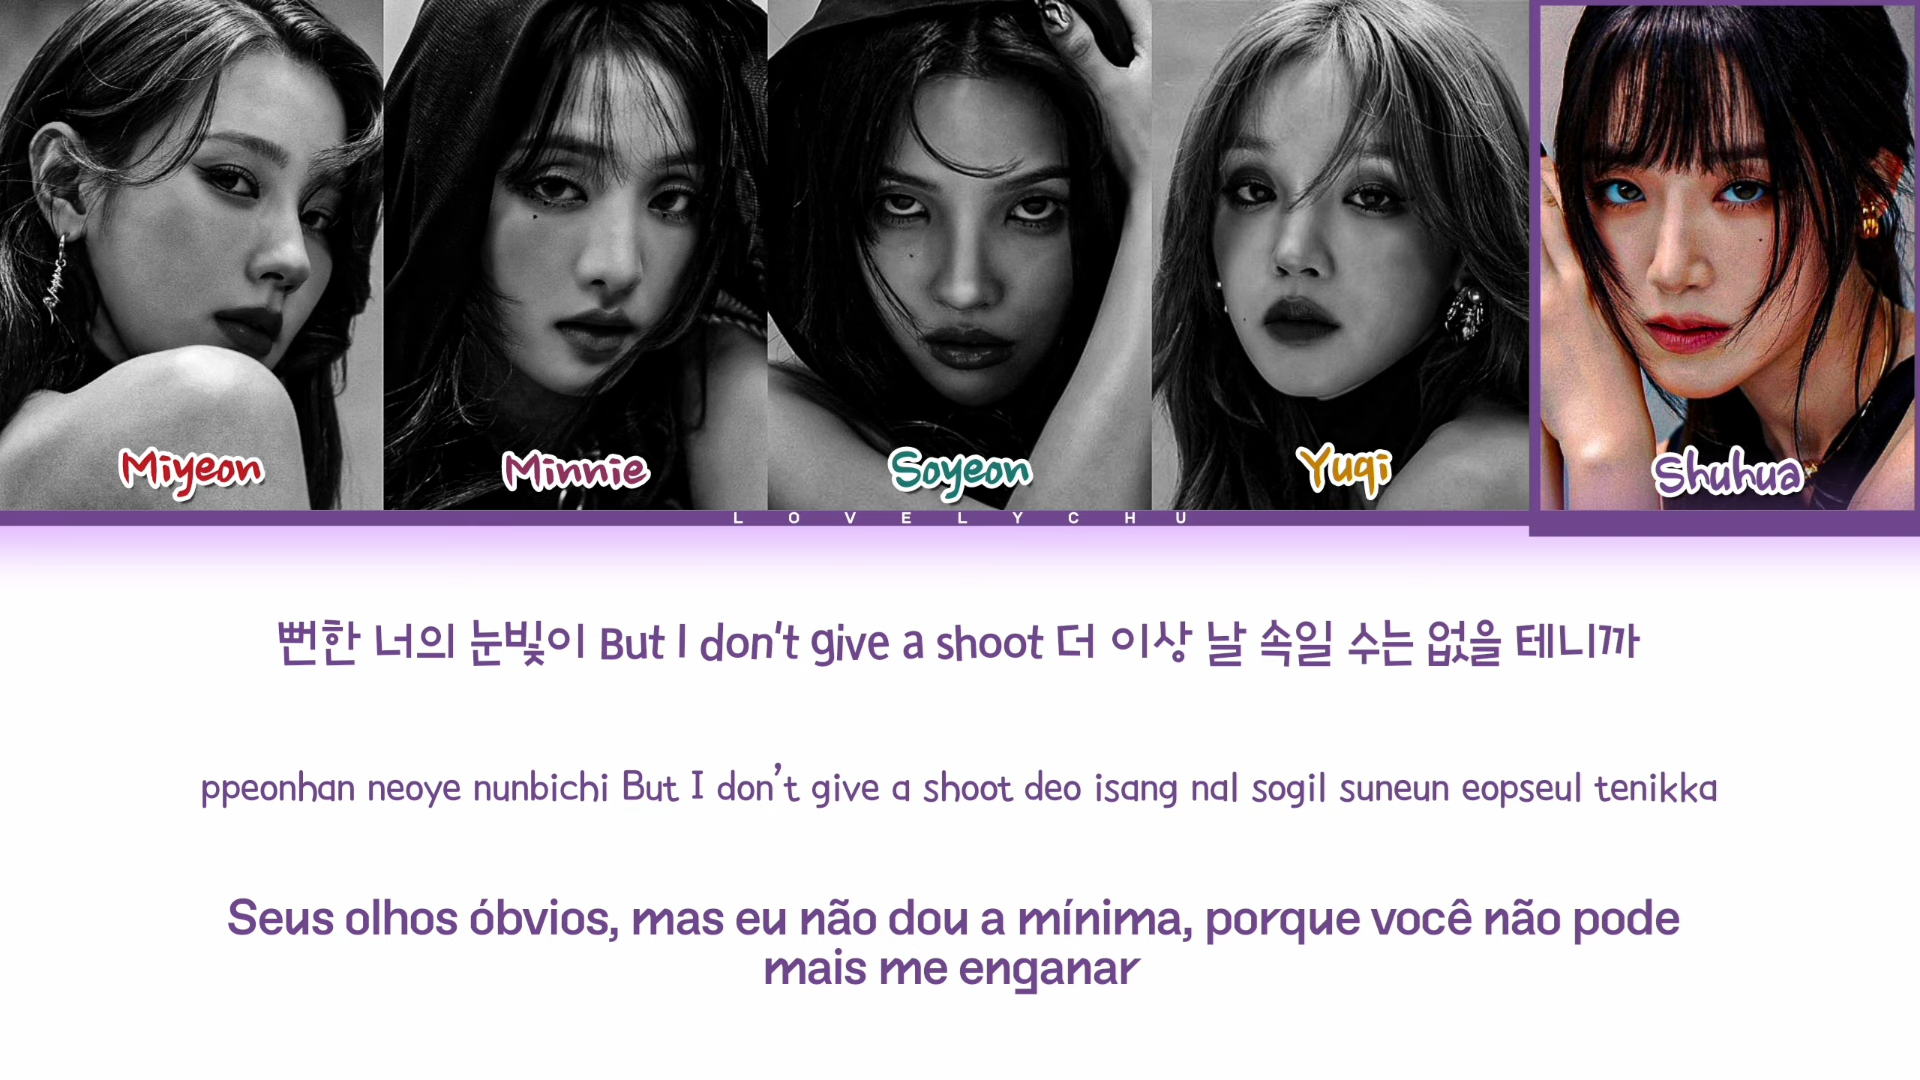 Miyeon
Minnie
Soyeon
Yuqi
Shuhua
LOVELYCHU
뻔한 너의 눈빛이 But I don't give a shoot 더 이상 날 속일 수는 없을 테니까
ppeonhan neoye nunbichi But I don’t give a shoot deo isang nal sogil suneun eopseul tenikka
Seus olhos óbvios, mas eu não dou a mínima, porque você não pode
mais me enganar